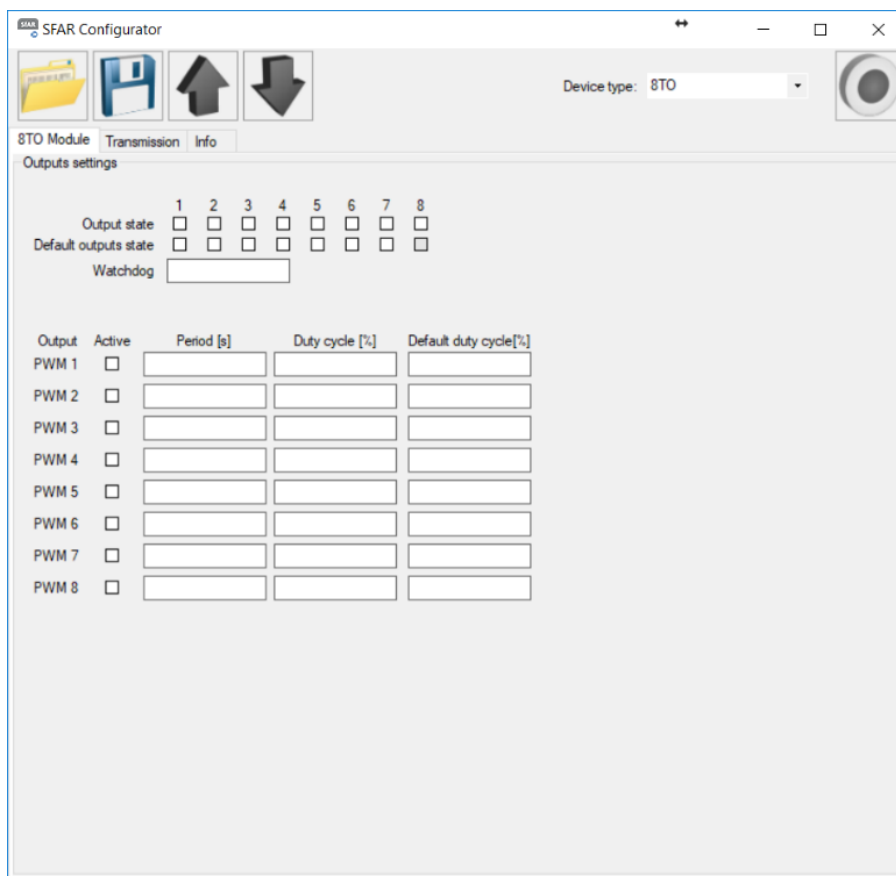 SFAR SFAR Configurator
Device type: 8TO
8TO Module Transmission Info
Outputs settings
1 2 3 4 5 6 7 8
Output state
Default outputs state
Watchdog
Output Active Period [s] Duty cycle [%] Default duty cycle[%]
PWM 1
PWM 2
PWM 3
PWM 4
PWM 5
PWM 6
PWM 7
PWM 8